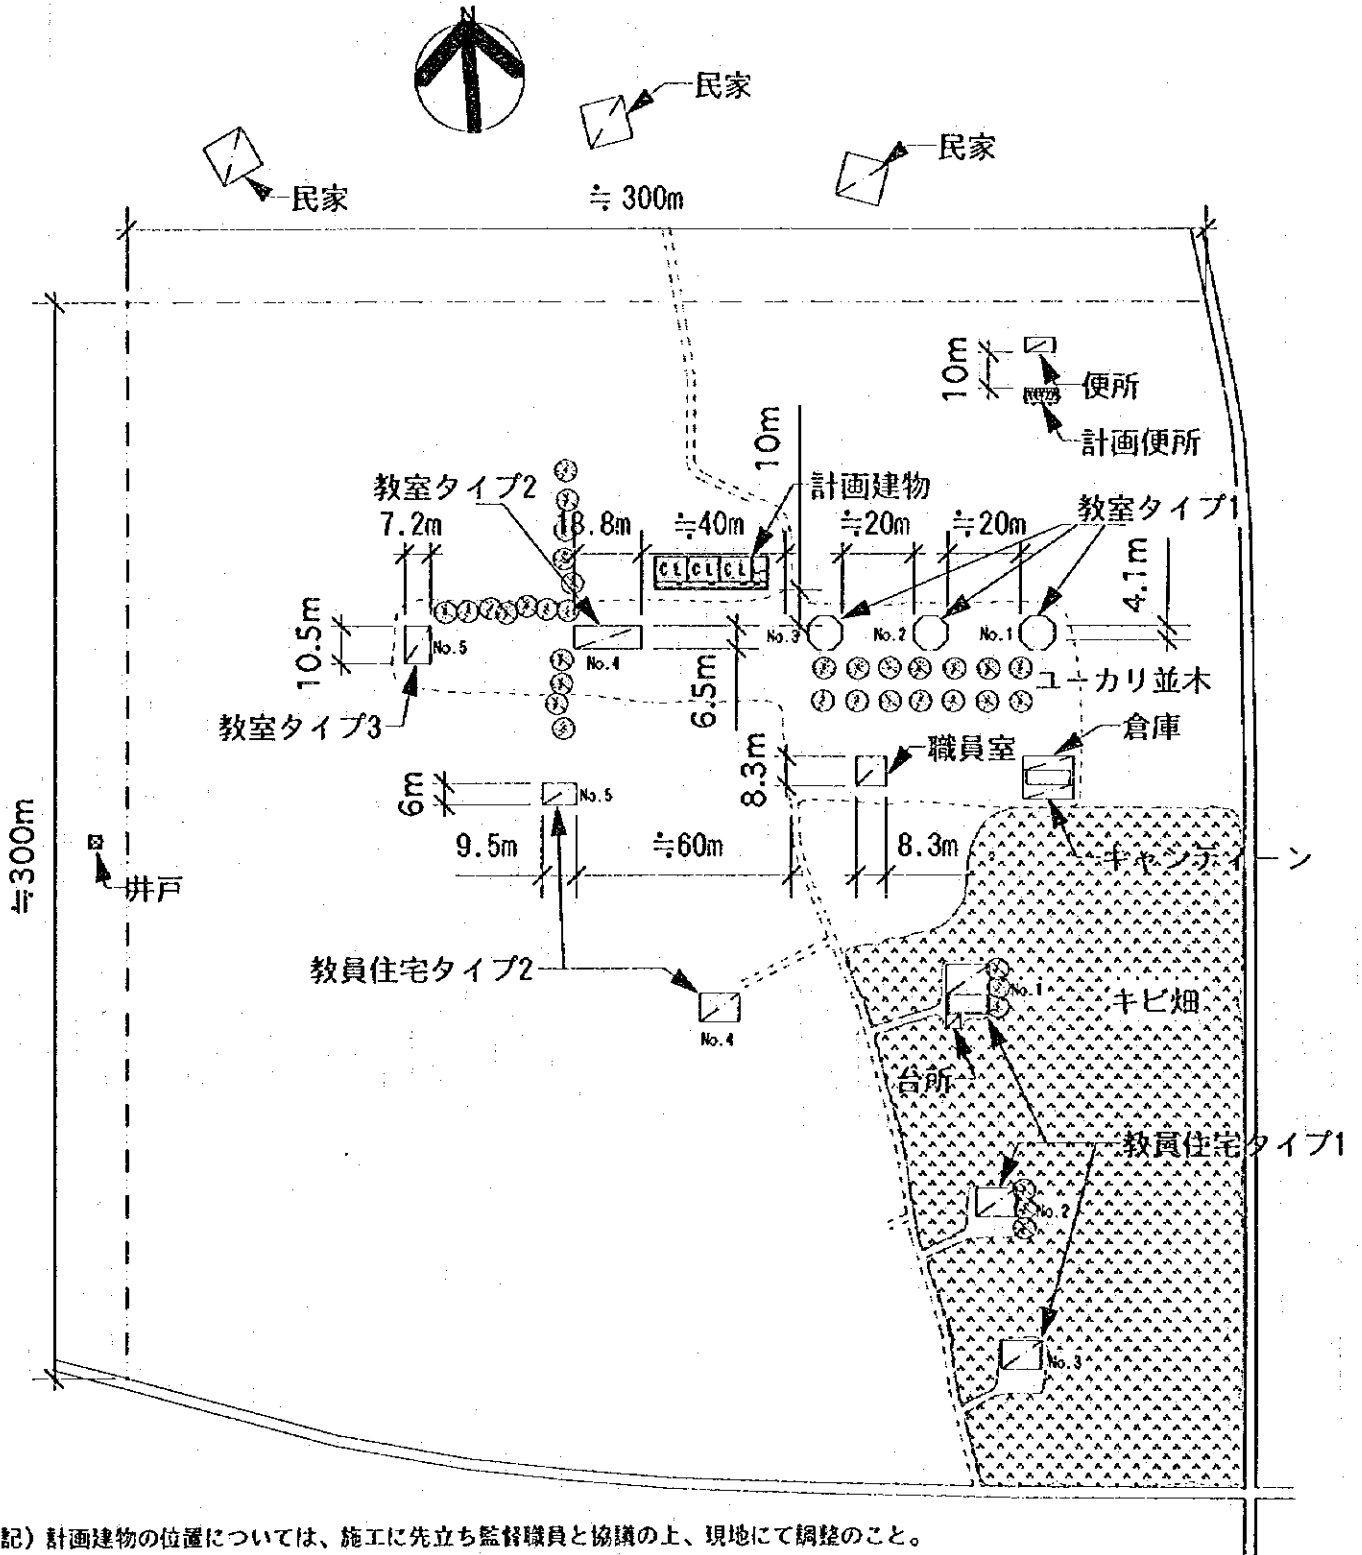 N
民家
民家
民家
≒ 300m
10m
便所
計画便所
10m
計画建物
教室タイプ2
教室タイプ1
7.2m
18.8m
≒40m
≒20m
≒20m
4.1m
CL CL CL
10.5m
No.5
No.4
No.3
No.2
No.1
6.5m
ユーカリ並木
教室タイプ3
倉庫
職員室
8.3m
6m
No.5
9.5m
≒60m
8.3m
キャンティーン
≒300m
井戸
教員住宅タイプ2
No.4
No.1
キビ畑
台所
教員住宅タイプ1
No.2
No.3
記）計画建物の位置については、施工に先立ち監督職員と協議の上、現地にて調整のこと。